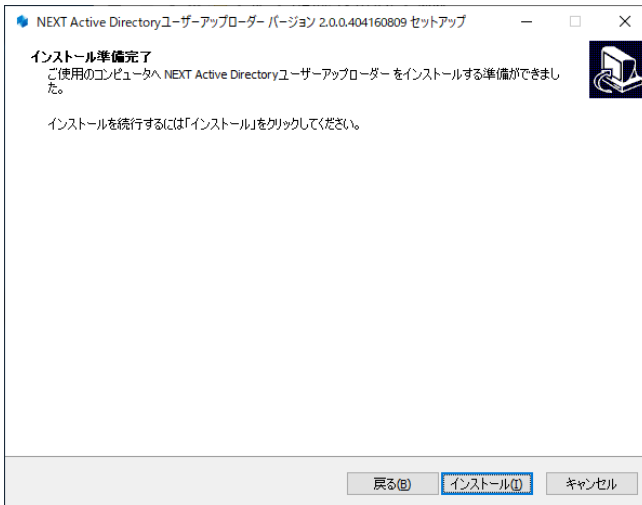 NEXT Active Directoryユーザーアップローダー バージョン 2.0.0.404160809 セットアップ
インストール準備完了
ご使用のコンピュータへ NEXT Active Directoryユーザーアップローダー をインストールする準備ができまし
た。
インストールを続行するには「インストール」をクリックしてください。
戻る(B) インストール(I) キャンセル